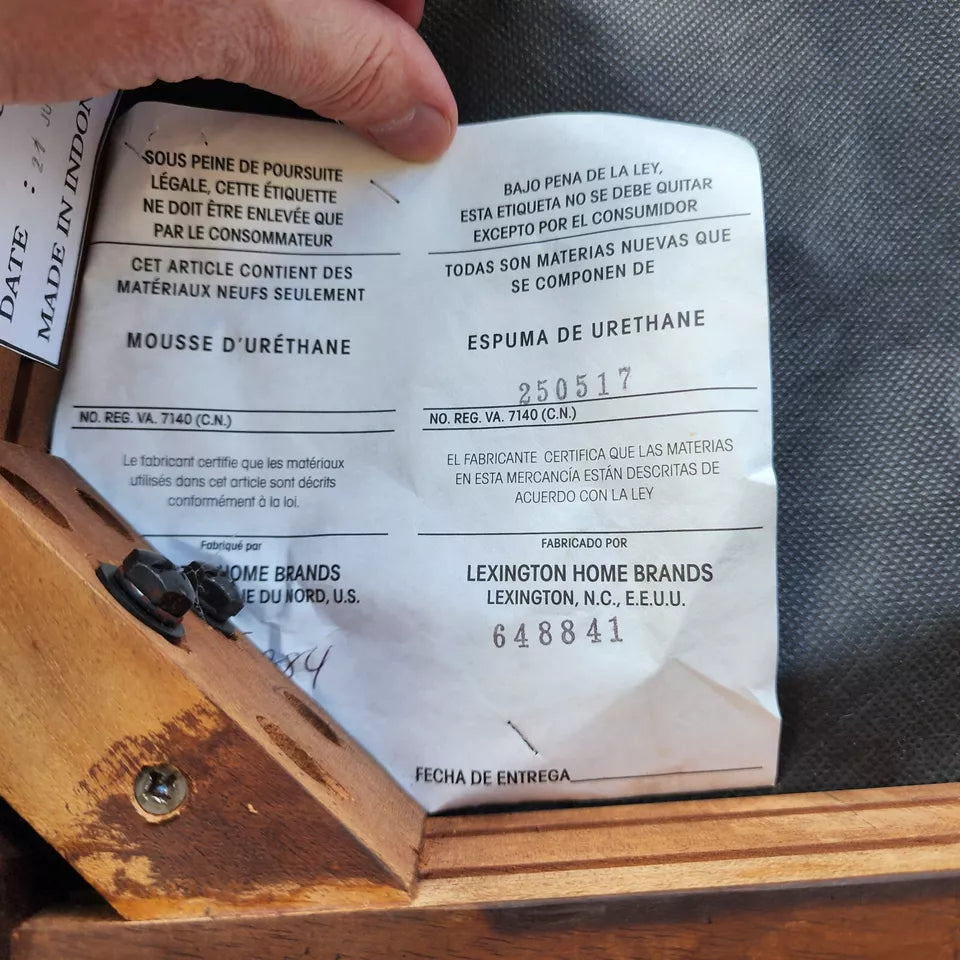 DATE : 21 JU
MADE IN INDON
SOUS PEINE DE POURSUITE
LÉGALE, CETTE ÉTIQUETTE
NE DOIT ÊTRE ENLEVÉE QUE
PAR LE CONSOMMATEUR
CET ARTICLE CONTIENT DES
MATÉRIAUX NEUFS SEULEMENT
MOUSSE D'URÉTHANE
NO. REG. VA. 7140 (C.N.)
Le fabricant certifie que les matériaux
utilisés dans cet article sont décrits
conformément à la loi.
Fabriqué par
HOME BRANDS
E DU NORD, U.S.
84
BAJO PENA DE LA LEY,
ESTA ETIQUETA NO SE DEBE QUITAR
EXCEPTO POR EL CONSUMIDOR
TODAS SON MATERIAS NUEVAS QUE
SE COMPONEN DE
ESPUMA DE URETHANE
250517
NO. REG. VA. 7140 (C.N.)
EL FABRICANTE CERTIFICA QUE LAS MATERIAS
EN ESTA MERCANCÍA ESTÁN DESCRITAS DE
ACUERDO CON LA LEY
FABRICADO POR
LEXINGTON HOME BRANDS
LEXINGTON, N.C., E.E.U.U.
648841
FECHA DE ENTREGA